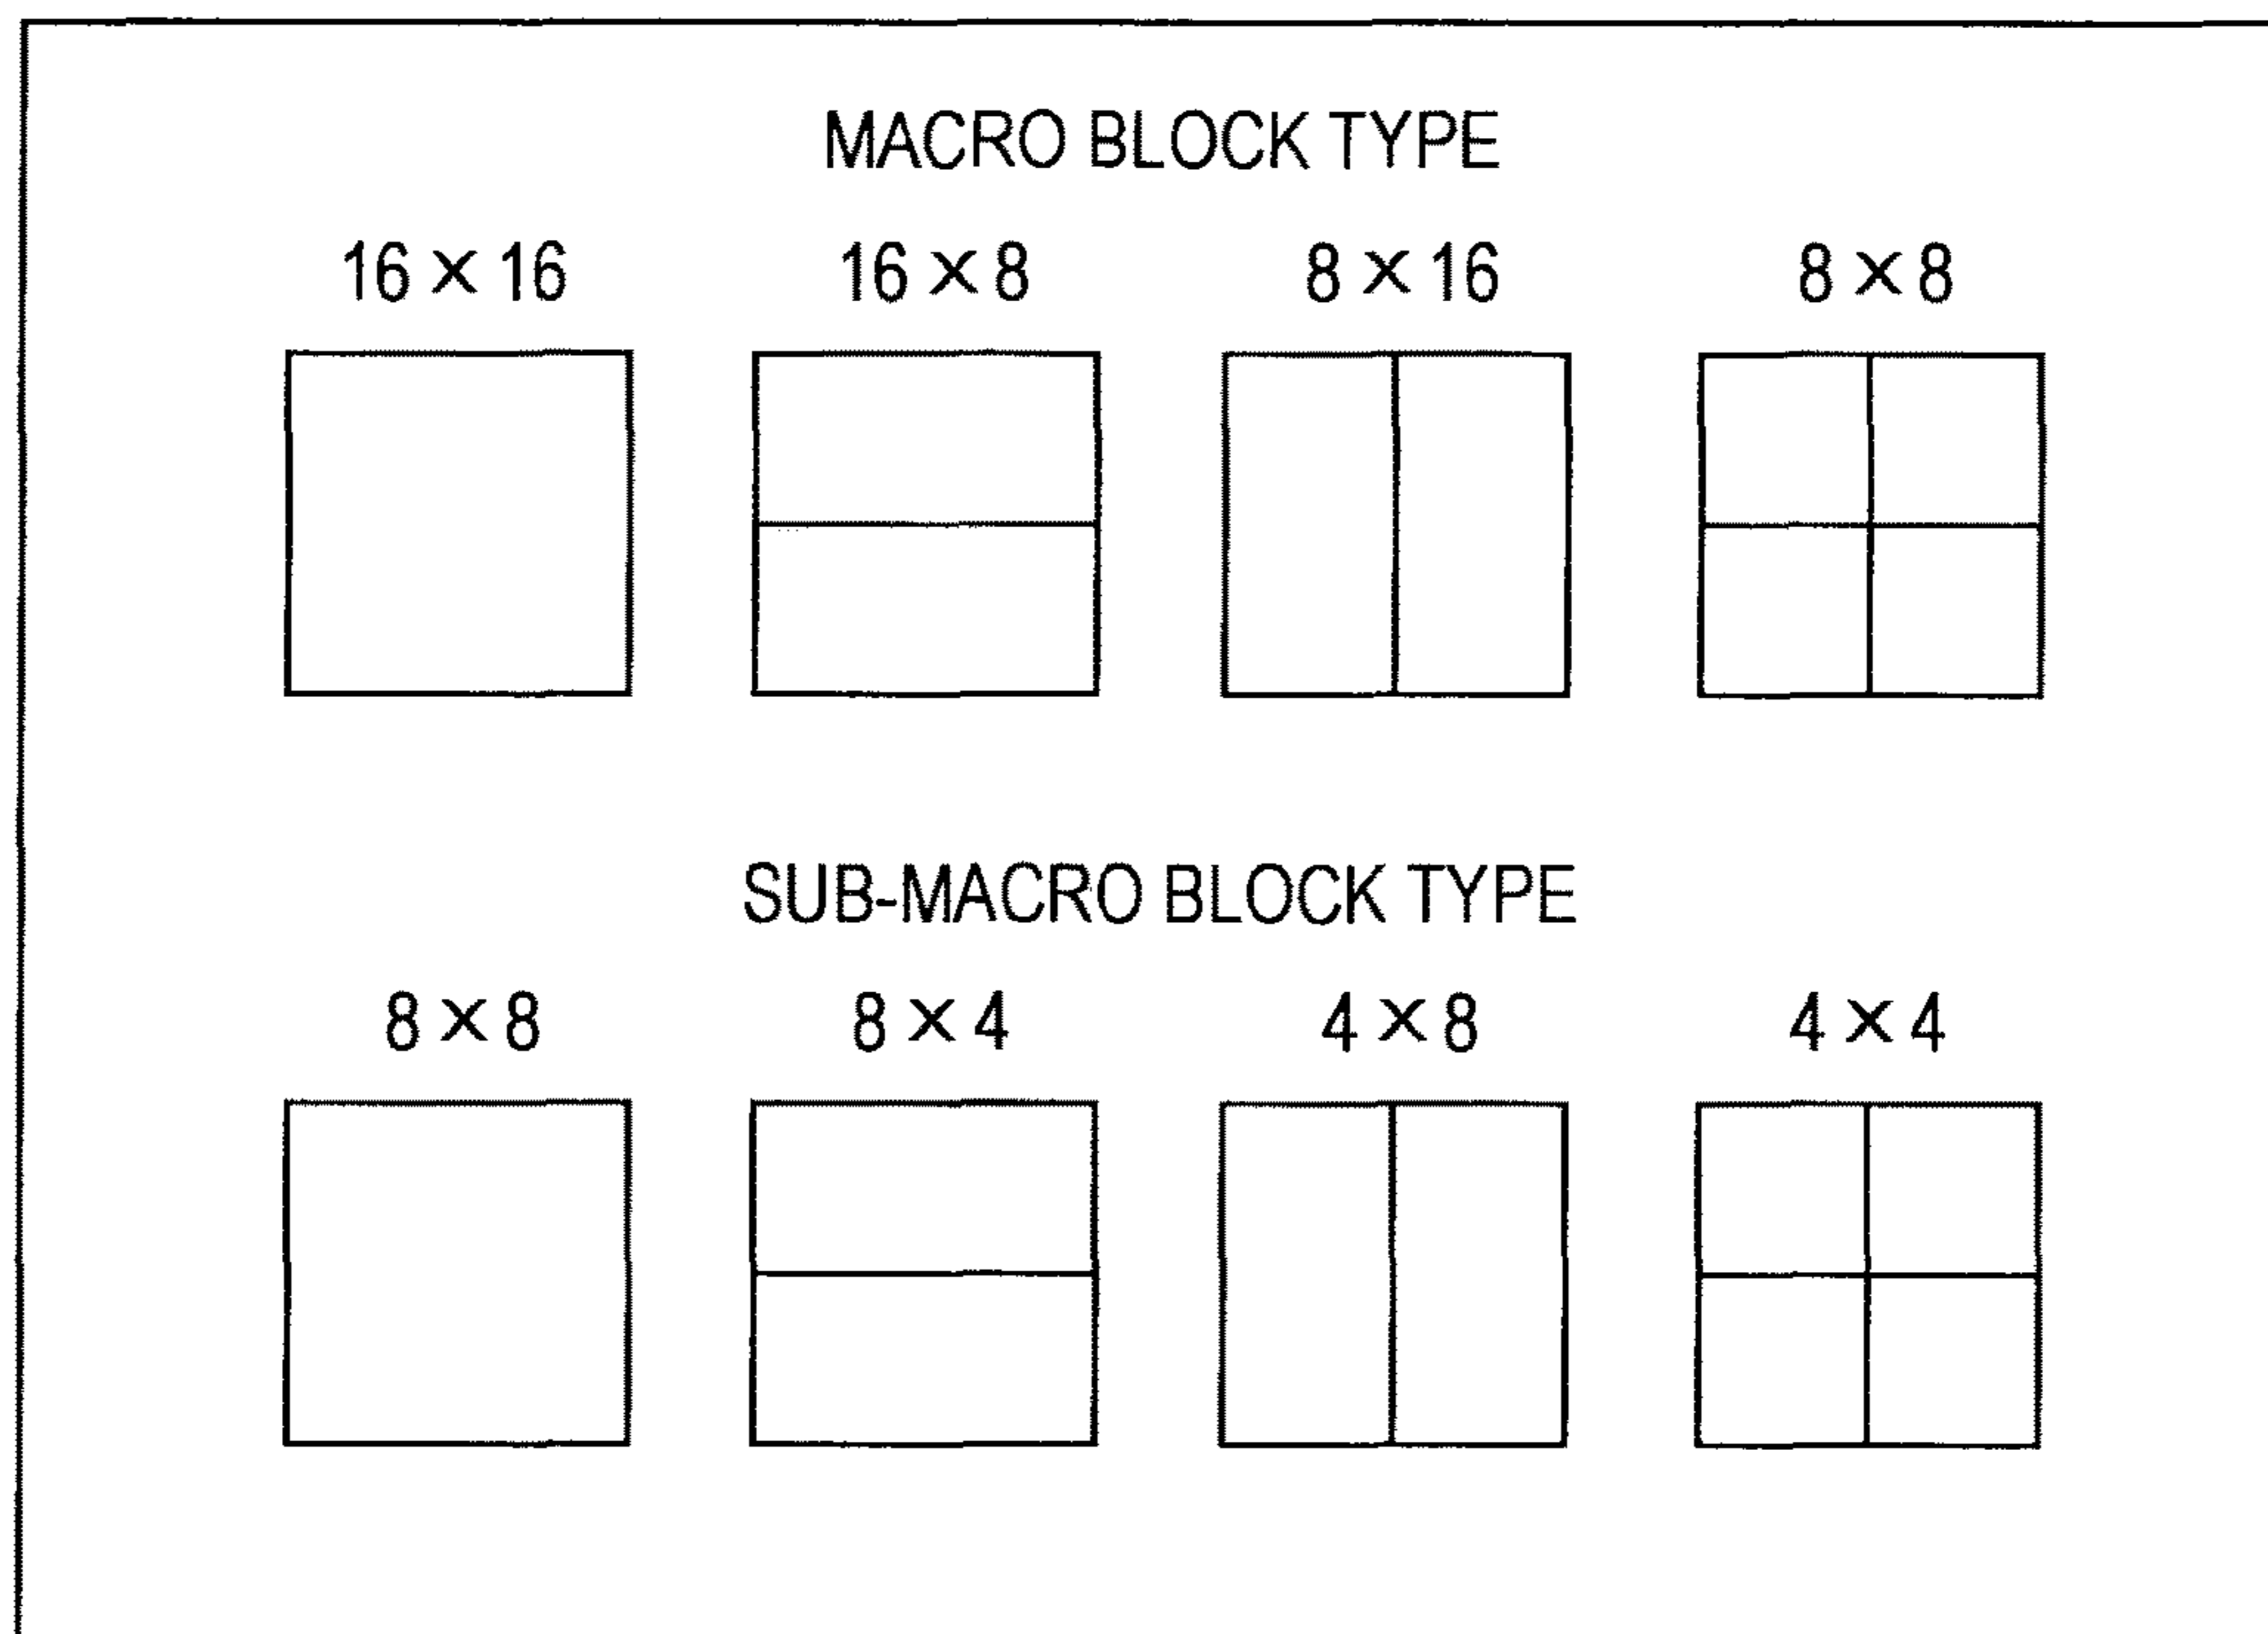 MACRO BLOCK TYPE
16 × 16 16 × 8 8 × 16 8 × 8
SUB-MACRO BLOCK TYPE
8 × 8 8 × 4 4 × 8 4 × 4